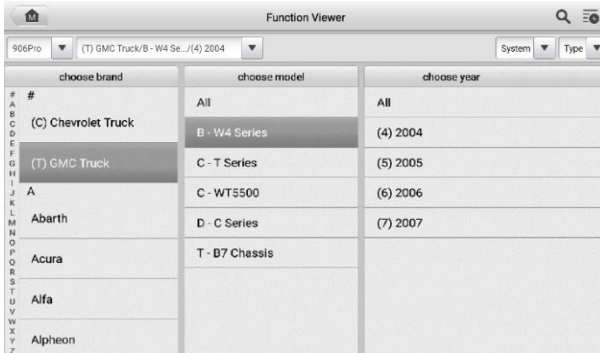 M
Function Viewer
906Pro
(T) GMC Truck/B - W4 Se.../(4) 2004
System
Type
choose brand
choose model
choose year
#
A
B
C
D
E
F
G
H
I
J
K
L
M
N
O
P
Q
R
S
T
U
V
W
X
Y
Z
#
(C) Chevrolet Truck
(T) GMC Truck
A
Abarth
Acura
Alfa
Alpheon
All
B - W4 Series
C - T Series
C - WT5500
D - C Series
T - B7 Chassis
All
(4) 2004
(5) 2005
(6) 2006
(7) 2007